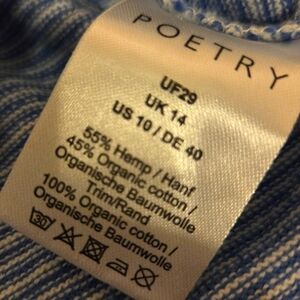 POETRY
UF29
UK 14
US 10 / DE 40
55% Hemp / Hanf
45% Organic cotton /
Organische Baumwolle
Trim/Rand
100% Organic cotton /
Organische Baumwolle
30